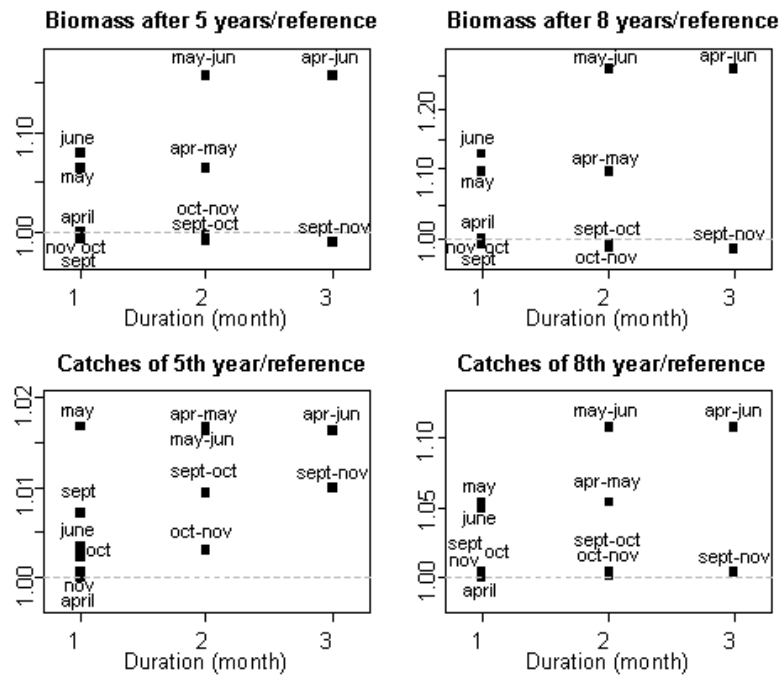 Biomass after 5 years/reference
may-jun
apr-jun
1.10
june
may
apr-may
april
oct-nov
sept-oct
1.00
nov oct
sept
sept-nov
1
2
3
Duration (month)
Biomass after 8 years/reference
may-jun
apr-jun
1.20
june
may
apr-may
1.10
april
sept-oct
sept-nov
1.00
nov oct
sept
oct-nov
1
2
3
Duration (month)
Catches of 5th year/reference
1.02
may
apr-may
apr-jun
may-jun
sept
sept-oct
sept-nov
1.01
june
oct
oct-nov
1.00
nov
april
1
2
3
Duration (month)
Catches of 8th year/reference
may-jun
apr-jun
1.10
may
apr-may
1.05
june
sept
oct
nov
sept-oct
oct-nov
sept-nov
1.00
april
1
2
3
Duration (month)